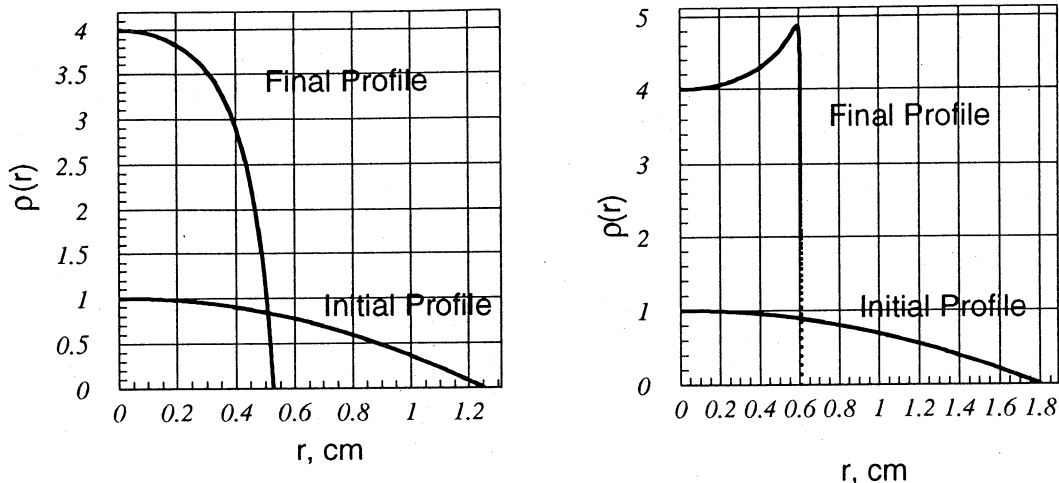 4
3.5
3
2.5
2
1.5
1
0.5
0
ρ(r)
Final Profile
Initial Profile
0 0.2 0.4 0.6 0.8 1 1.2
r, cm
5
4
3
2
1
0
ρ(r)
Final Profile
Initial Profile
0 0.2 0.4 0.6 0.8 1 1.2 1.4 1.6 1.8
r, cm